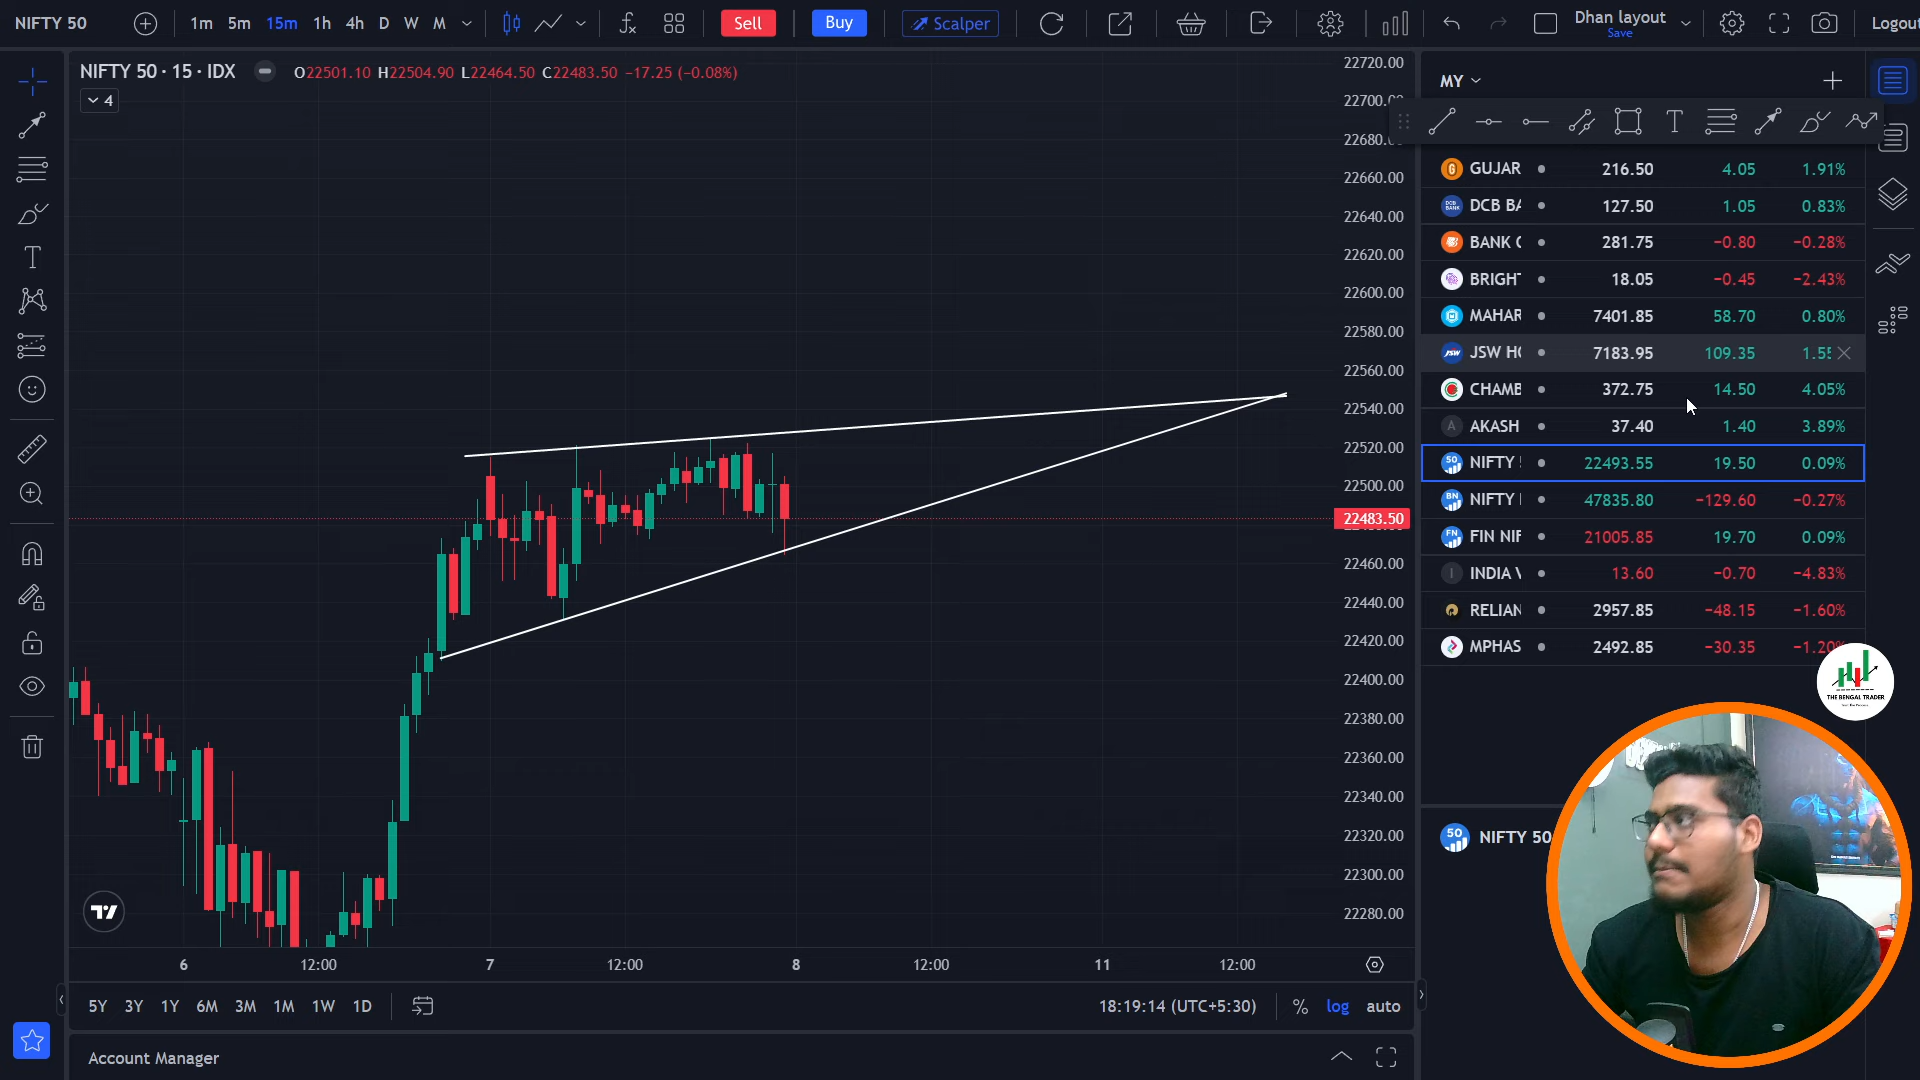 NIFTY 50
1m 5m 15m 1h 4h D W M
Sell
Buy
Scalper
Dhan layout
Save
Logout
NIFTY 50 · 15 · IDX
O22501.10 H22504.90 L22464.50 C22483.50 −17.25 (−0.08%)
4
22720.00
22700.
22680.
22660.00
22640.00
22620.00
22600.00
22580.00
22560.00
22540.00
22520.00
22500.00
22483.50
22460.00
22440.00
22420.00
22400.00
22380.00
22360.00
22340.00
22320.00
22300.00
22280.00
6 12:00 7 12:00 8 12:00 11 12:00
5Y 3Y 1Y 6M 3M 1M 1W 1D
18:19:14 (UTC+5:30) % log auto
Account Manager
MY
GUJAR 216.50 4.05 1.91%
DCB BA 127.50 1.05 0.83%
BANK 281.75 −0.80 −0.28%
BRIGHT 18.05 −0.45 −2.43%
MAHAR 7401.85 58.70 0.80%
JSW HO 7183.95 109.35 1.55
CHAMB 372.75 14.50 4.05%
A AKASH 37.40 1.40 3.89%
50 NIFTY 22493.55 19.50 0.09%
BN NIFTY 47835.80 −129.60 −0.27%
FN FIN NIF 21005.85 19.70 0.09%
I INDIA V 13.60 −0.70 −4.83%
RELIAN 2957.85 −48.15 −1.60%
MPHAS 2492.85 −30.35 −1.20%
THE BENGAL TRADER
50 NIFTY 50